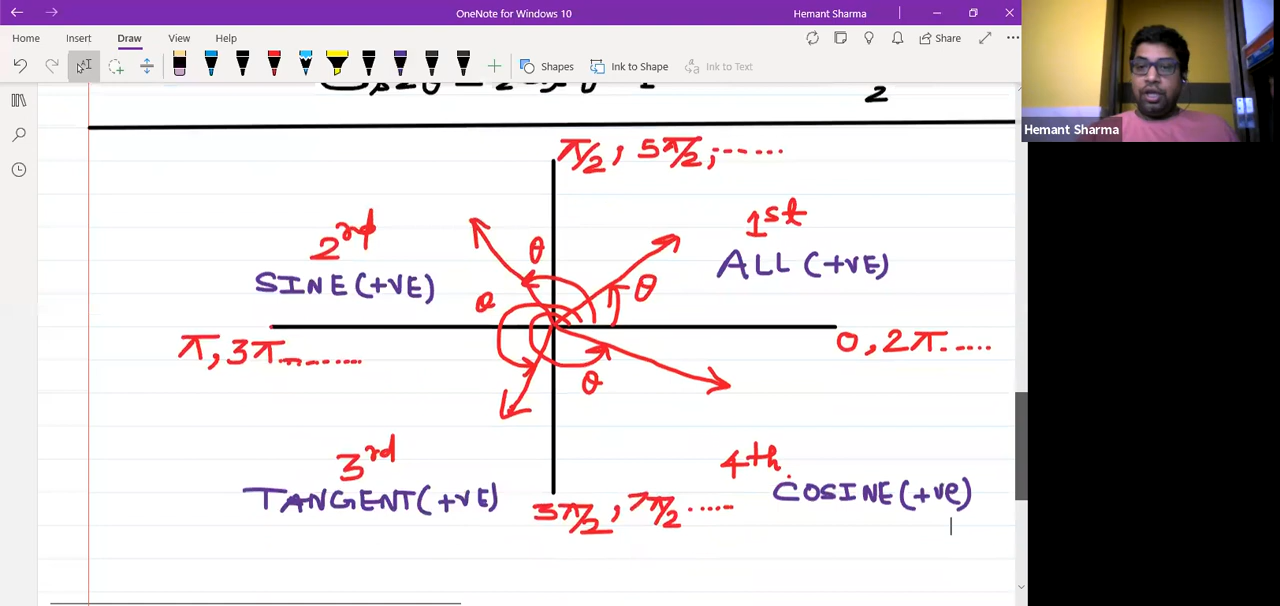 OneNote for Windows 10
Hemant Sharma
Home Insert Draw View Help
Share
Shapes Ink to Shape Ink to Text
Hemant Sharma
2
π/2, 5π/2, ......
2rd
1st
SINE (+VE)
ALL (+VE)
θ
θ
θ
π, 3π.........
0, 2π.....
θ
3rd
4th
TANGENT (+VE)
COSINE (+ve)
3π/2, 7π/2 .....